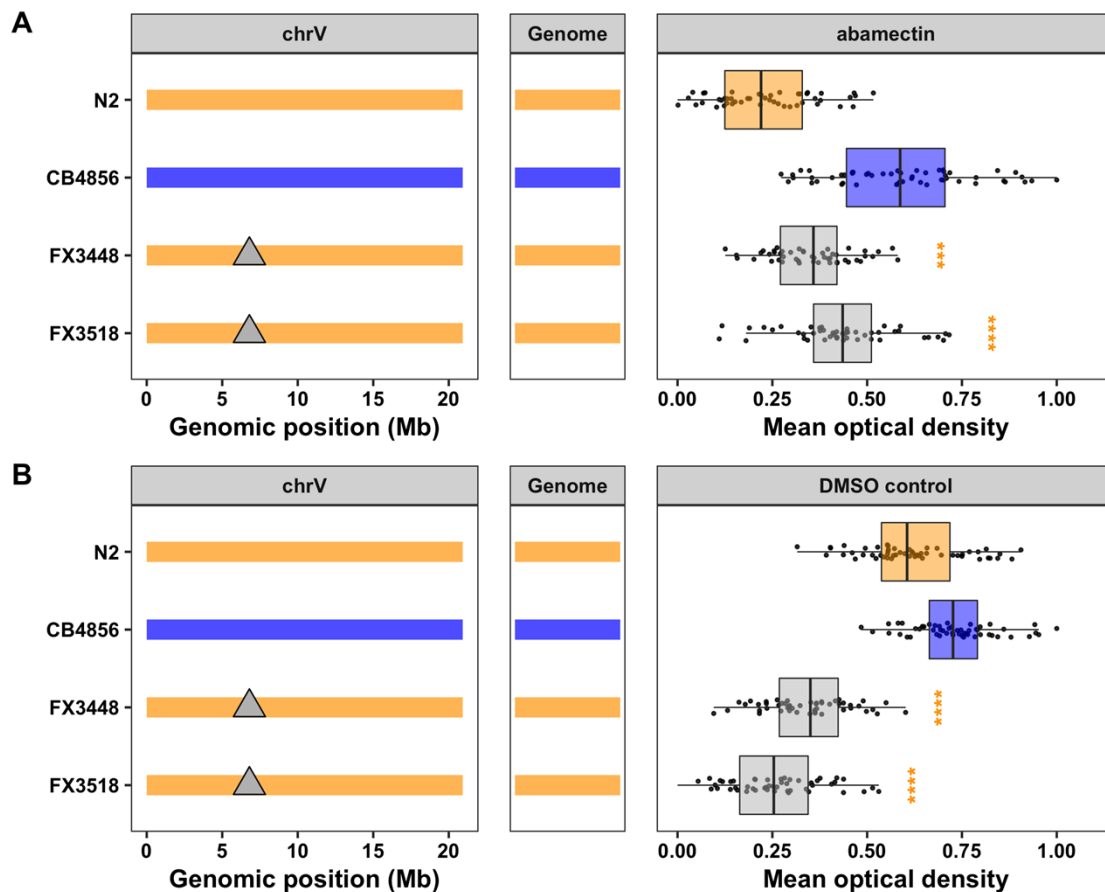 A
chrV
Genome
abamectin
N2
CB4856
FX3448
***
FX3518
****
0 5 10 15 20
0.00 0.25 0.50 0.75 1.00
Genomic position (Mb)
Mean optical density
B
chrV
Genome
DMSO control
N2
CB4856
FX3448
****
FX3518
****
0 5 10 15 20
0.00 0.25 0.50 0.75 1.00
Genomic position (Mb)
Mean optical density